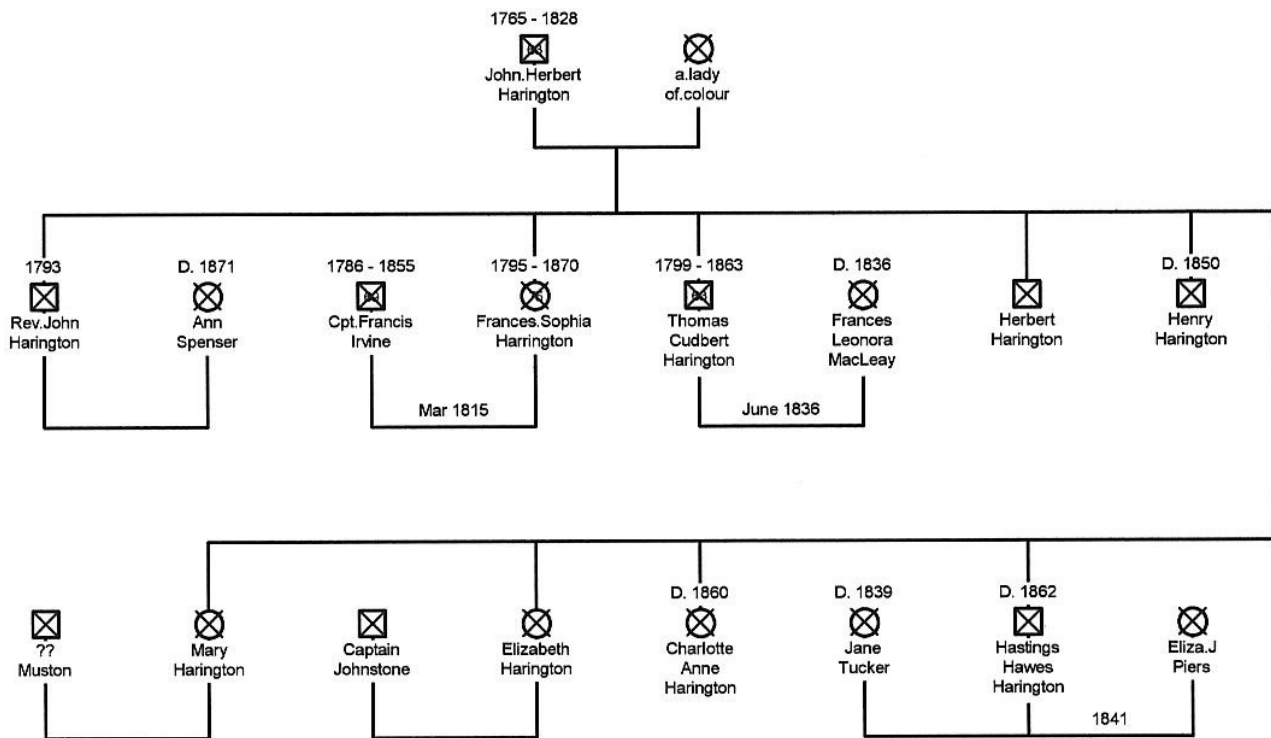 1765 - 1828
63
John.Herbert
Harington
a.lady
of.colour
1793
Rev.John
Harington
D. 1871
Ann
Spenser
1786 - 1855
Cpt.Francis
Irvine
1795 - 1870
Frances.Sophia
Harrington
Mar 1815
1799 - 1863
Thomas
Cudbert
Harington
D. 1836
Frances
Leonora
MacLeay
June 1836
Herbert
Harington
D. 1850
Henry
Harington
??
Muston
Mary
Harington
Captain
Johnstone
Elizabeth
Harington
D. 1860
Charlotte
Anne
Harington
D. 1839
Jane
Tucker
D. 1862
Hastings
Hawes
Harington
Eliza.J
Piers
1841